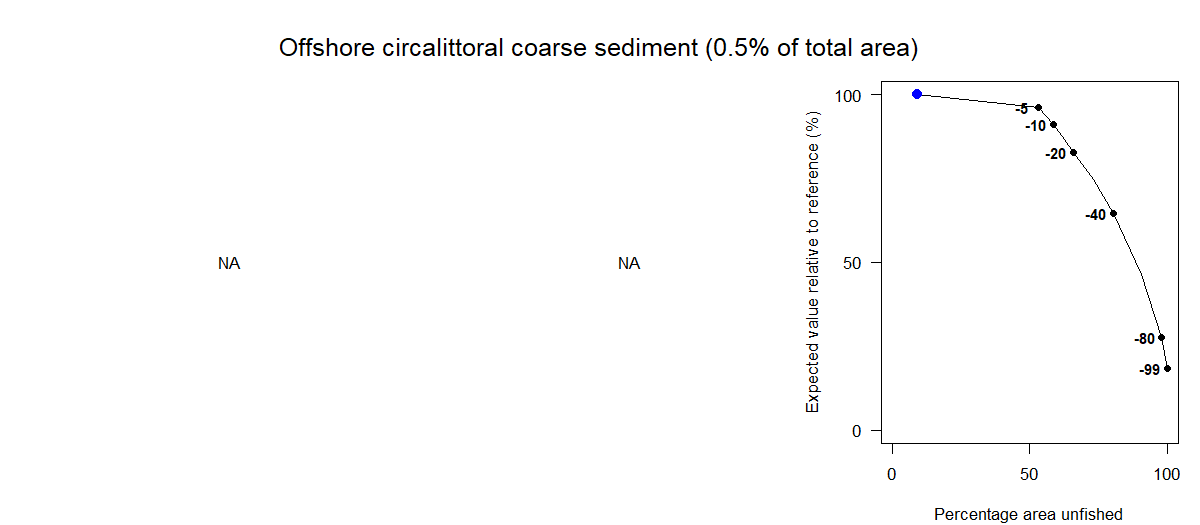 Offshore circalittoral coarse sediment (0.5% of total area)
NA
NA
Expected value relative to reference (%)
100
50
0
-5
-10
-20
-40
-80
-99
0 50 100
Percentage area unfished